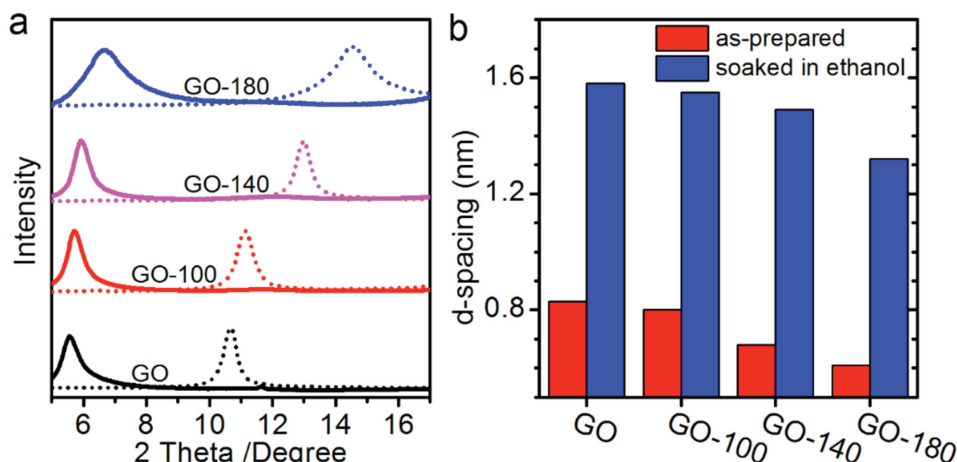 a
Intensity
GO-180
GO-140
GO-100
GO
6 8 10 12 14 16
2 Theta /Degree
b
as-prepared
soaked in ethanol
d-spacing (nm)
1.6
1.2
0.8
GO GO-100 GO-140 GO-180